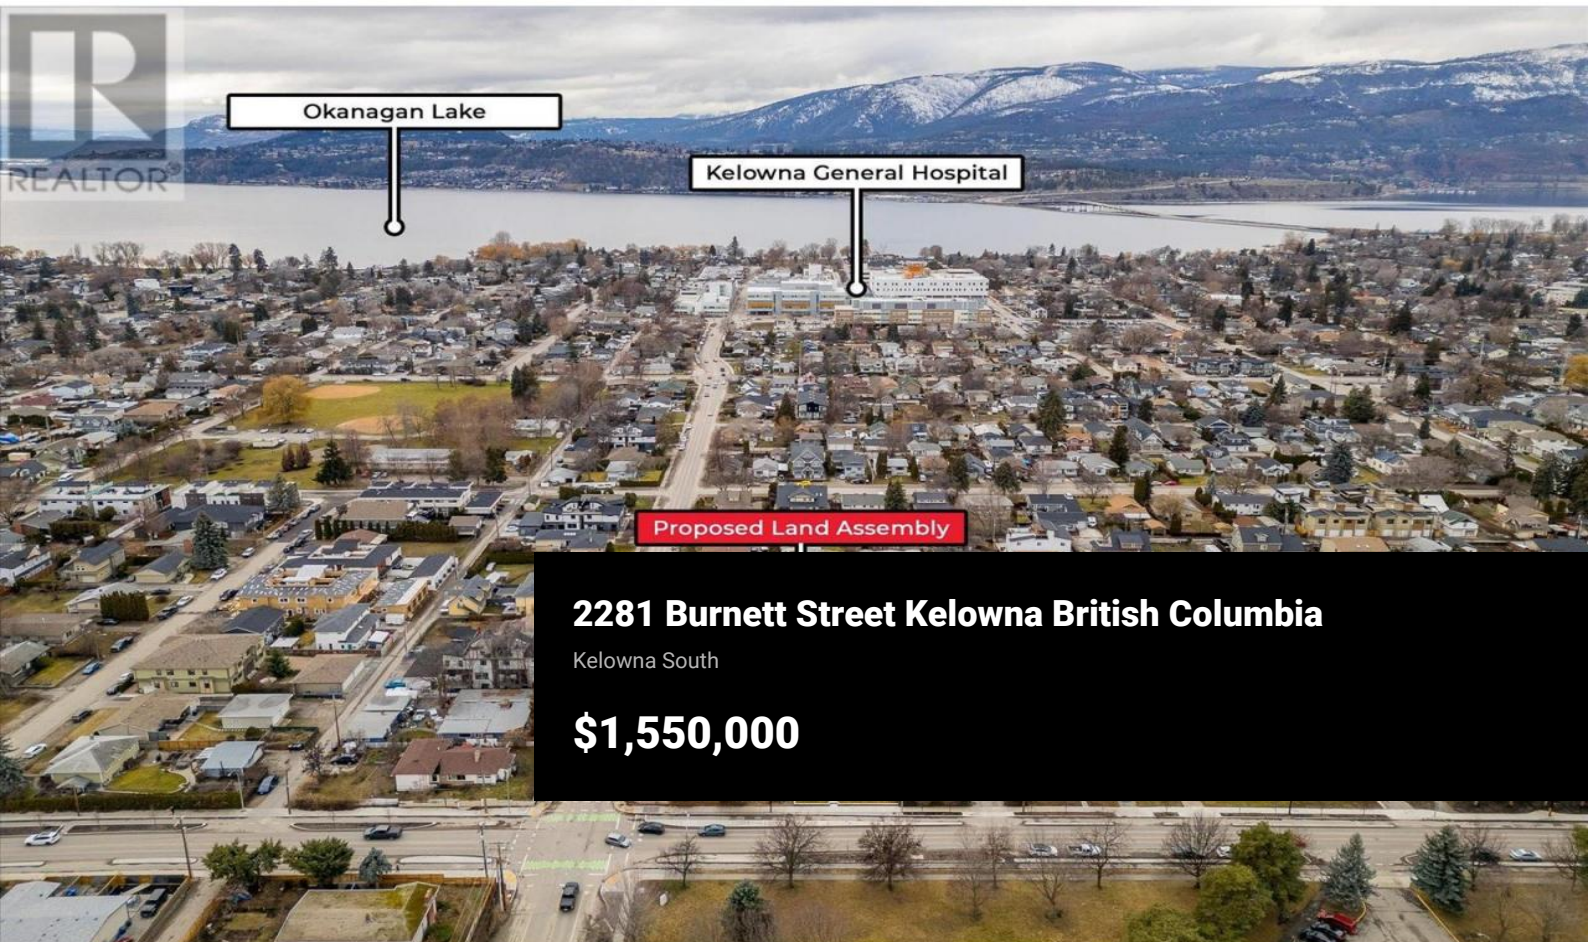 REALTOR®
Okanagan Lake
Kelowna General Hospital
Proposed Land Assembly
2281 Burnett Street Kelowna British Columbia
Kelowna South
$1,550,000